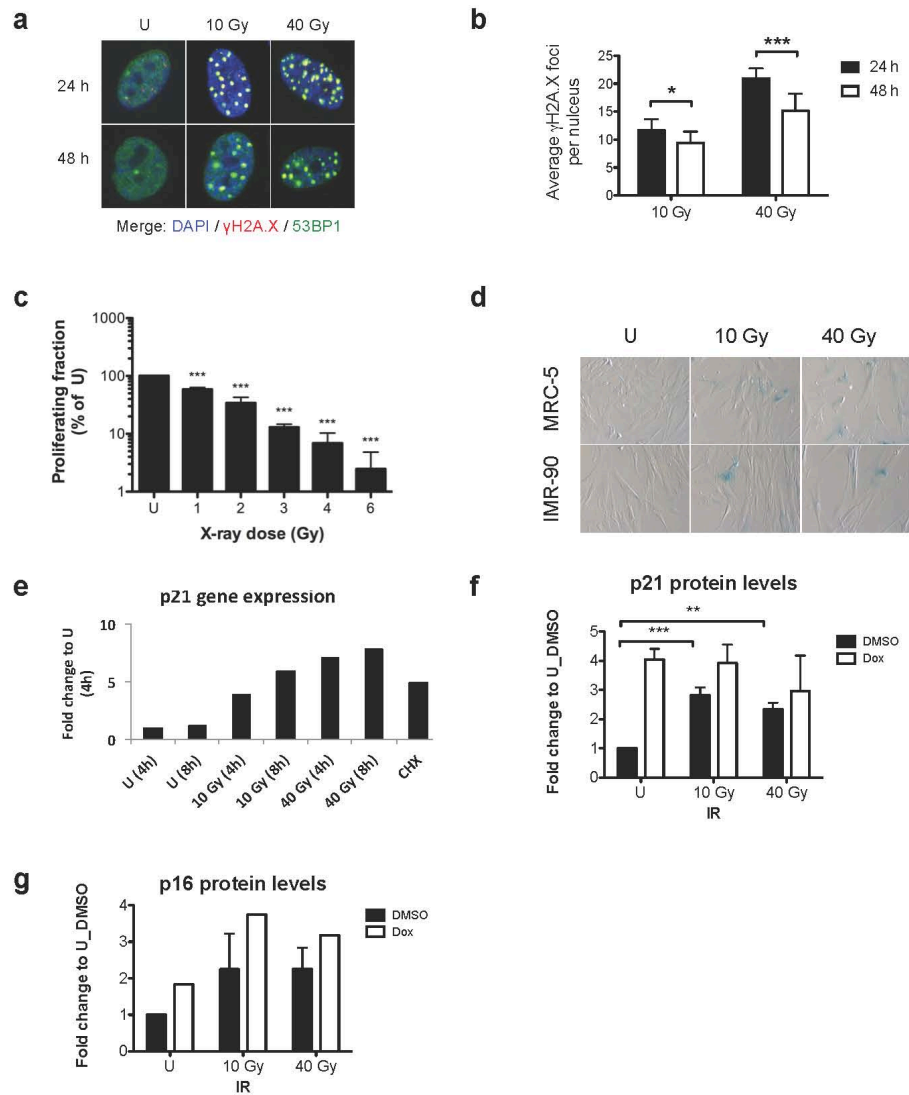 a
U 10 Gy 40 Gy
24 h
48 h
Merge: DAPI / γH2A.X / 53BP1
b
Average γH2A.X foci
per nulceus
25
20
15
10
5
0
* ***
10 Gy 40 Gy
24 h
48 h
c
Proliferating fraction
(% of U)
1000
100
10
1
*** *** *** *** ***
U 1 2 3 4 6
X-ray dose (Gy)
d
U 10 Gy 40 Gy
MRC-5
IMR-90
e
p21 gene expression
Fold change to U
(4h)
10
5
0
U (4h) U (8h) 10 Gy (4h) 10 Gy (8h) 40 Gy (4h) 40 Gy (8h) CHX
f
p21 protein levels
Fold change to U_DMSO
5
4
3
2
1
0
**
***
DMSO
Dox
U 10 Gy 40 Gy
IR
g
p16 protein levels
Fold change to U_DMSO
4
3
2
1
0
DMSO
Dox
U 10 Gy 40 Gy
IR